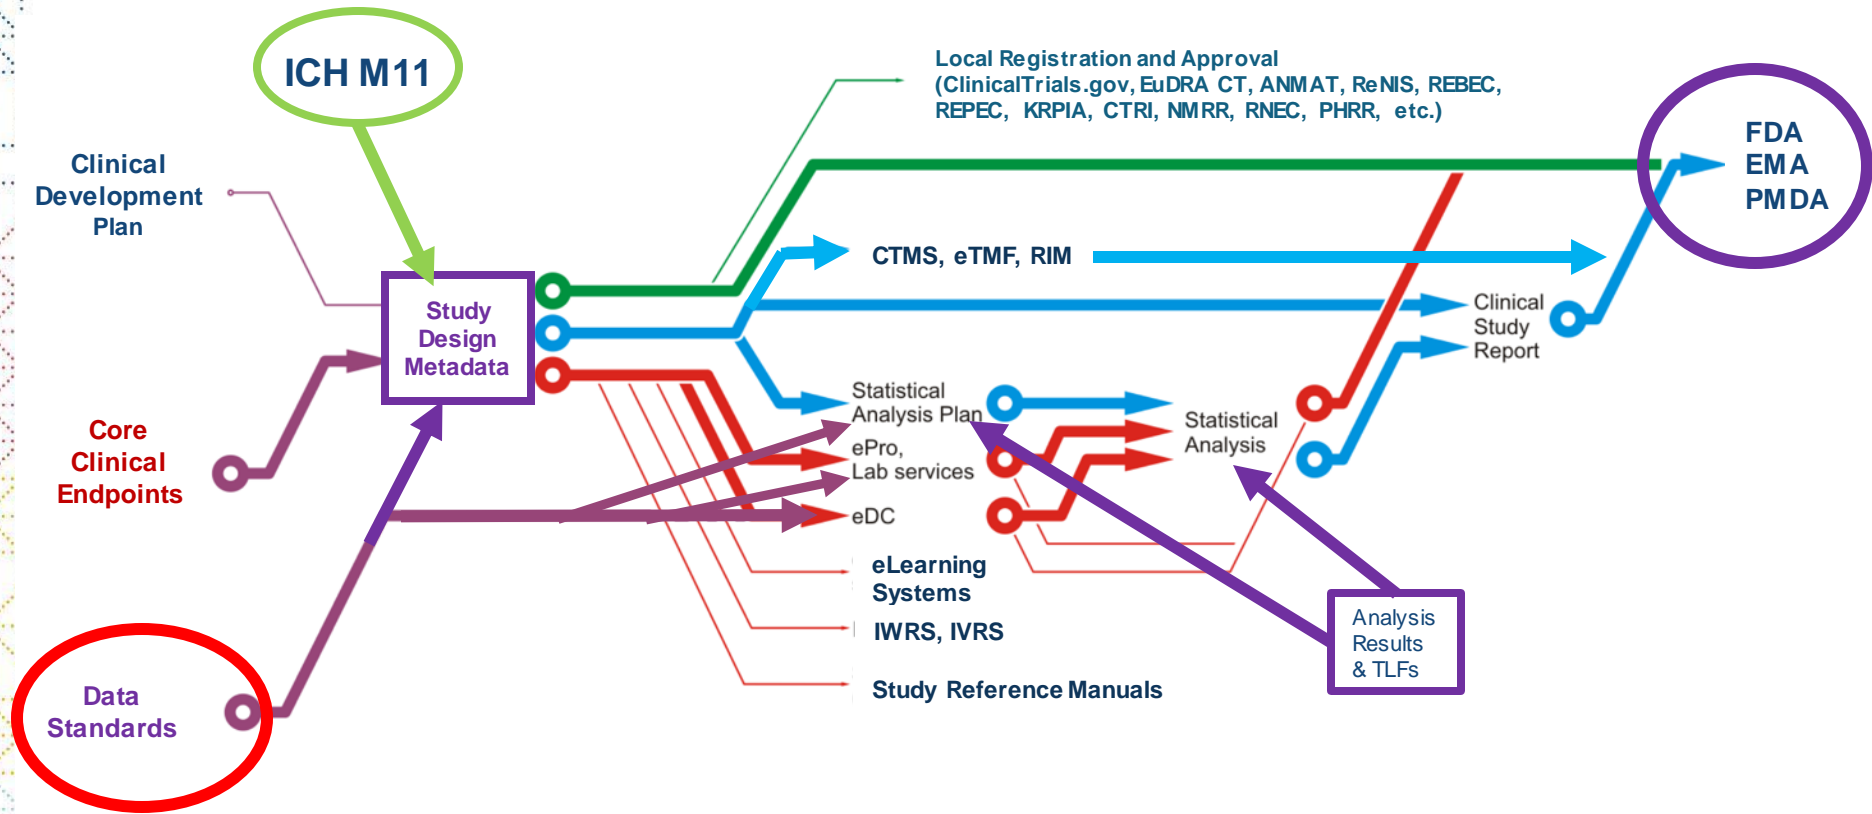 ICH M11
Local Registration and Approval
(ClinicalTrials.gov, EuDRA CT, ANMAT, ReNIS, REBEC,
REPEC, KRPIA, CTRI, NMRR, RNEC, PHRR, etc.)
FDA
EMA
PMDA
Clinical
Development
Plan
CTMS, eTMF, RIM
Study
Design
Metadata
Clinical
Study
Report
Statistical
Analysis Plan
Statistical
Analysis
Core
Clinical
Endpoints
ePro,
Lab services
eDC
eLearning
Systems
IWRS, IVRS
Study Reference Manuals
Analysis
Results
& TLFs
Data
Standards